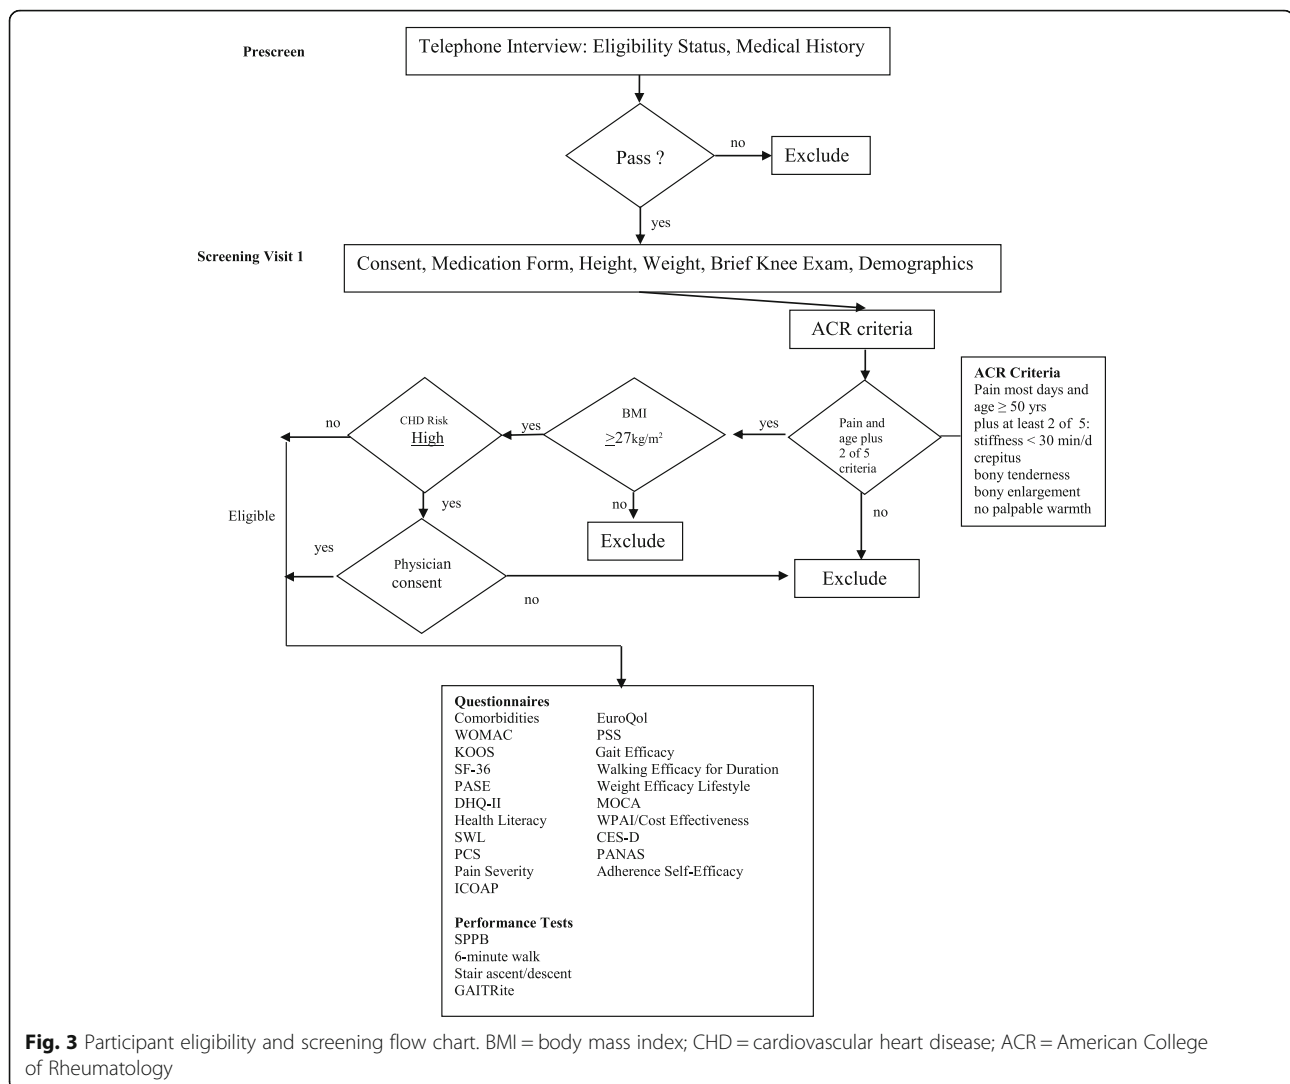 Prescreen
Telephone Interview: Eligibility Status, Medical History
Pass ?
no
Exclude
yes
Screening Visit 1
Consent, Medication Form, Height, Weight, Brief Knee Exam, Demographics
ACR criteria
ACR Criteria
Pain most days and
age ≥ 50 yrs
plus at least 2 of 5:
stiffness < 30 min/d
crepitus
bony tenderness
bony enlargement
no palpable warmth
Pain and
age plus
2 of 5
criteria
yes
no
Exclude
BMI
≥27kg/m²
yes
no
Exclude
CHD Risk
High
no
yes
Eligible
Physician
consent
yes
no
Questionnaires
Comorbidities
WOMAC
KOOS
SF-36
PASE
DHQ-II
Health Literacy
SWL
PCS
Pain Severity
ICOAP
EuroQol
PSS
Gait Efficacy
Walking Efficacy for Duration
Weight Efficacy Lifestyle
MOCA
WPAI/Cost Effectiveness
CES-D
PANAS
Adherence Self-Efficacy
Performance Tests
SPPB
6-minute walk
Stair ascent/descent
GAITRite
Fig. 3 Participant eligibility and screening flow chart. BMI = body mass index; CHD = cardiovascular heart disease; ACR = American College
of Rheumatology